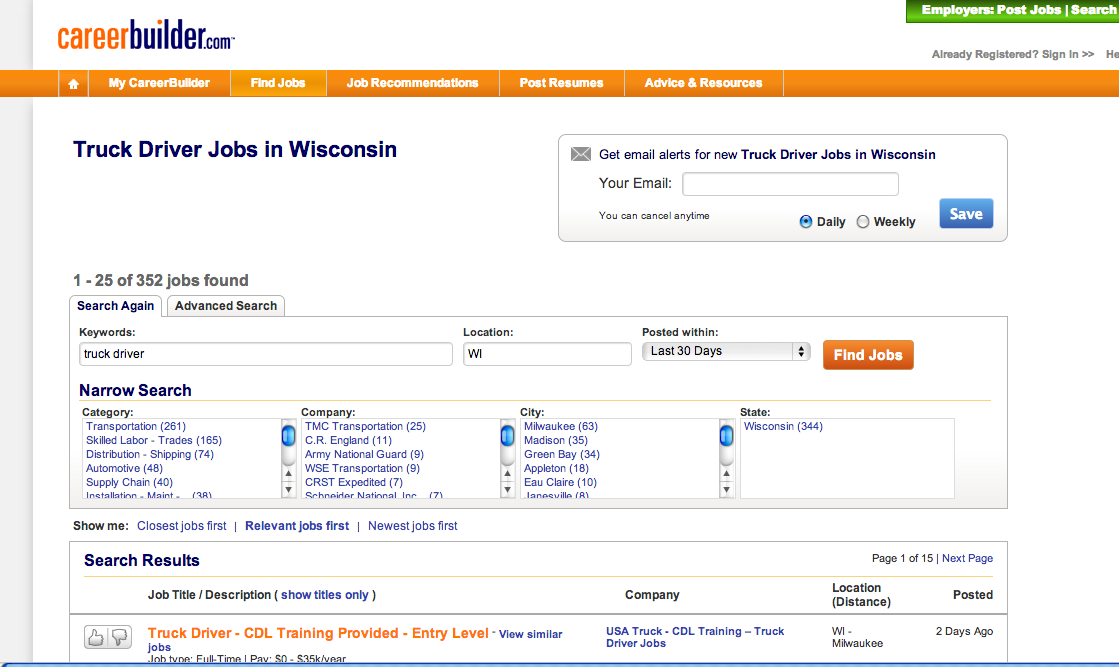 Employers: Post Jobs | Search
careerbuilder.com™
Already Registered? Sign In >> He
My CareerBuilder Find Jobs Job Recommendations Post Resumes Advice & Resources
Truck Driver Jobs in Wisconsin
Get email alerts for new Truck Driver Jobs in Wisconsin
Your Email:
You can cancel anytime
Daily Weekly
Save
1 - 25 of 352 jobs found
Search Again Advanced Search
Keywords: Location: Posted within:
truck driver WI Last 30 Days Find Jobs
Narrow Search
Category: Company: City: State:
Transportation (261) TMC Transportation (25) Milwaukee (63) Wisconsin (344)
Skilled Labor - Trades (165) C.R. England (11) Madison (35)
Distribution - Shipping (74) Army National Guard (9) Green Bay (34)
Automotive (48) WSE Transportation (9) Appleton (18)
Supply Chain (40) CRST Expedited (7) Eau Claire (10)
Installation - Maint - ... (38) Schneider National, Inc... (7) Janesville (8)
Show me: Closest jobs first | Relevant jobs first | Newest jobs first
Search Results Page 1 of 15 | Next Page
Job Title / Description ( show titles only ) Company Location (Distance) Posted
Truck Driver - CDL Training Provided - Entry Level - View similar jobs
USA Truck - CDL Training – Truck Driver Jobs
WI - Milwaukee
2 Days Ago
Job type: Full-Time | Pay: $0 - $35k/year